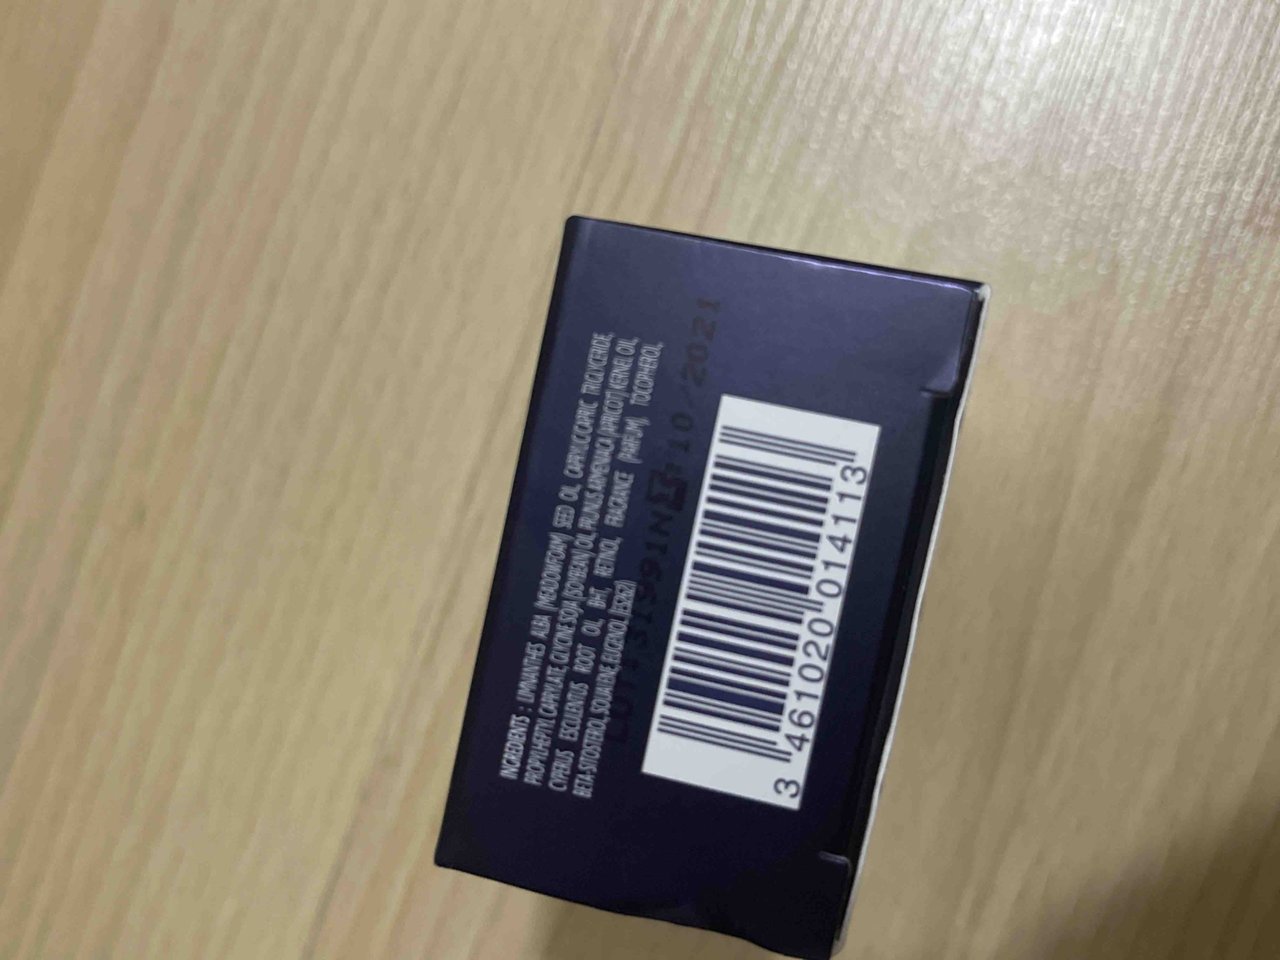 INGREDIENTS : LIMNANTHES ALBA (MEADOWFOAM) SEED OIL, CAPRYLIC/CAPRIC TRIGLYCERIDE,
PROPYLHEPTYL CAPRYLATE, GLYCINE SOJA (SOYBEAN) OIL, PRUNUS ARMENIACA (APRICOT) KERNEL OIL,
CYPERUS ESCULENTUS ROOT OIL, BHT, RETINOL, FRAGRANCE (PARFUM), TOCOPHEROL,
BETA-SITOSTEROL, SQUALENE, EUGENOL
10/2021
3 461020 014113